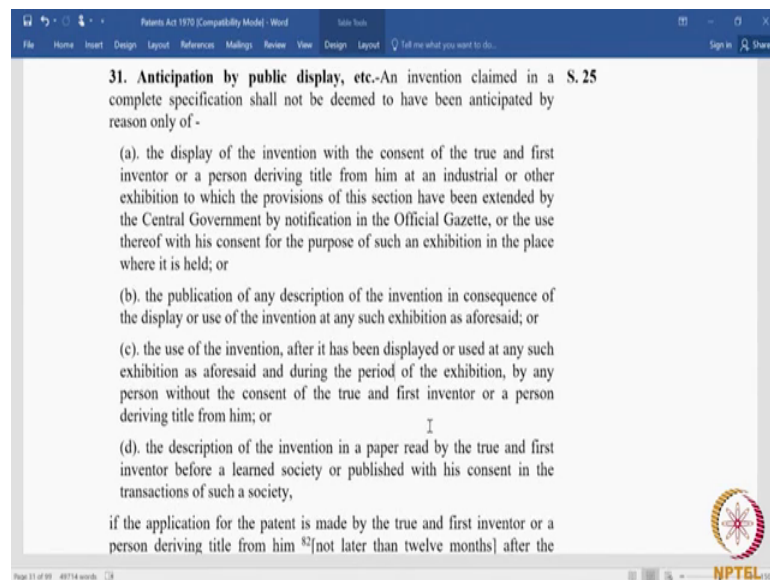 Patents Act 1970 [Compatibility Mode] - Word
Table Tools
File Home Insert Design Layout References Mailings Review View Design Layout Tell me what you want to do... Sign in Share
31. Anticipation by public display, etc.-An invention claimed in a S. 25
complete specification shall not be deemed to have been anticipated by
reason only of -
(a). the display of the invention with the consent of the true and first
inventor or a person deriving title from him at an industrial or other
exhibition to which the provisions of this section have been extended by
the Central Government by notification in the Official Gazette, or the use
thereof with his consent for the purpose of such an exhibition in the place
where it is held; or
(b). the publication of any description of the invention in consequence of
the display or use of the invention at any such exhibition as aforesaid; or
(c). the use of the invention, after it has been displayed or used at any such
exhibition as aforesaid and during the period of the exhibition, by any
person without the consent of the true and first inventor or a person
deriving title from him; or
(d). the description of the invention in a paper read by the true and first
inventor before a learned society or published with his consent in the
transactions of such a society,
if the application for the patent is made by the true and first inventor or a
person deriving title from him 82[not later than twelve months] after the
Page 31 of 99 49714 words
NPTEL